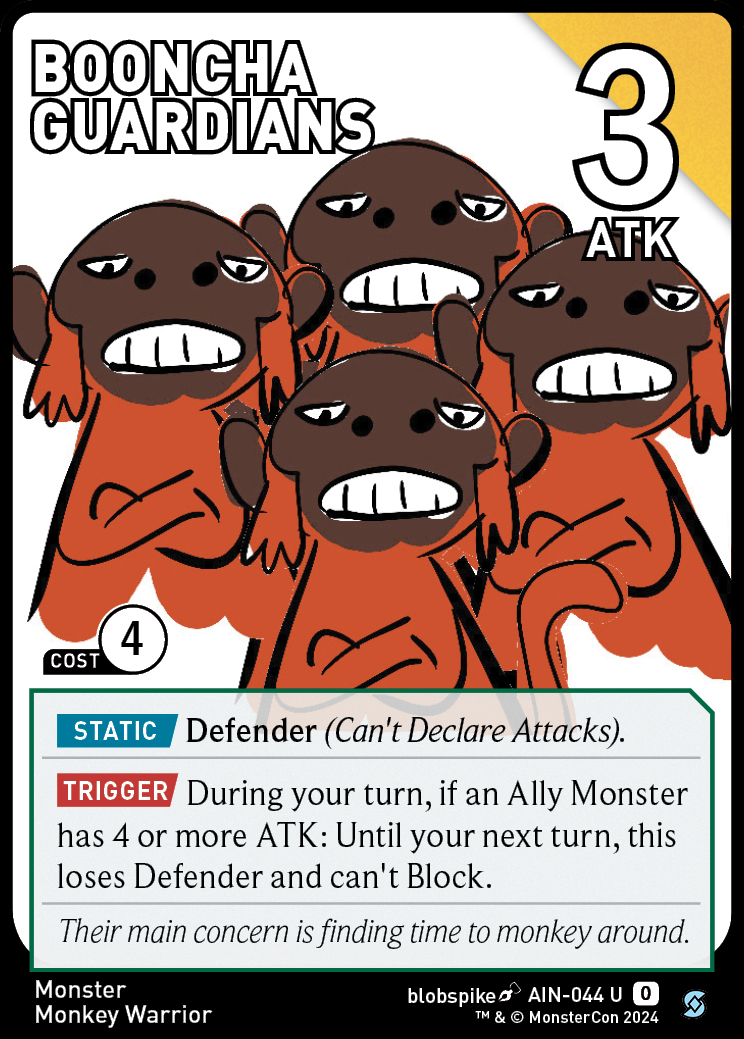 BOONCHA
GUARDIANS
3
ATK
COST 4
STATIC Defender (Can't Declare Attacks).
TRIGGER During your turn, if an Ally Monster
has 4 or more ATK: Until your next turn, this
loses Defender and can't Block.
Their main concern is finding time to monkey around.
Monster
Monkey Warrior
blobspike AIN-044 U 0
™ & © MonsterCon 2024